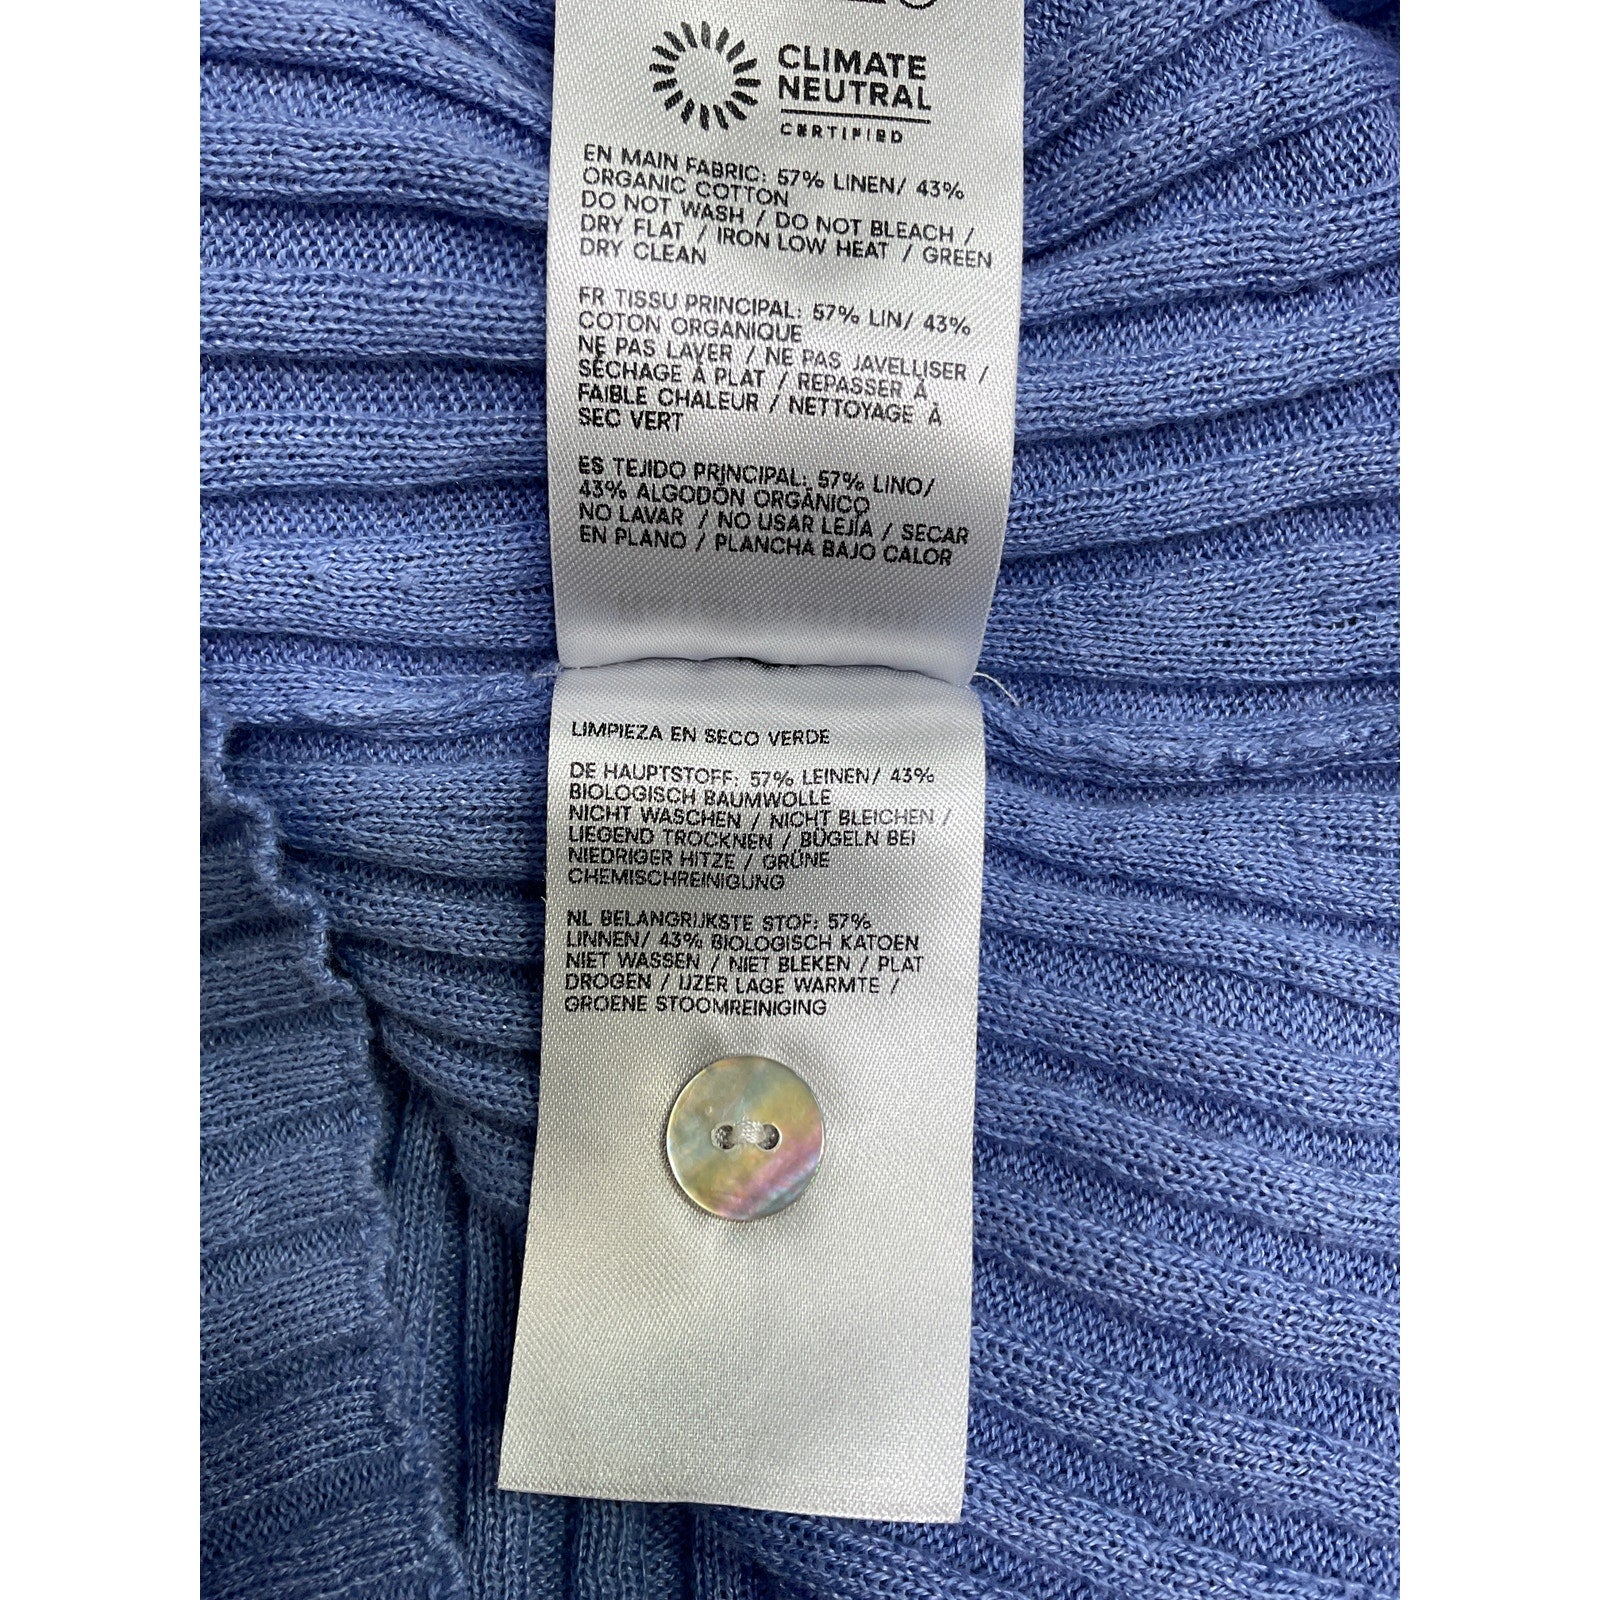 CLIMATE
NEUTRAL
CERTIFIED
EN MAIN FABRIC: 57% LINEN/ 43%
ORGANIC COTTON
DO NOT WASH / DO NOT BLEACH /
DRY FLAT / IRON LOW HEAT / GREEN
DRY CLEAN
FR TISSU PRINCIPAL: 57% LIN/ 43%
COTON ORGANIQUE
NE PAS LAVER / NE PAS JAVELLISER /
SÉCHAGE À PLAT / REPASSER À
FAIBLE CHALEUR / NETTOYAGE À
SEC VERT
ES TEJIDO PRINCIPAL: 57% LINO/
43% ALGODÓN ORGÁNICO
NO LAVAR / NO USAR LEJÍA / SECAR
EN PLANO / PLANCHA BAJO CALOR
LIMPIEZA EN SECO VERDE
DE HAUPTSTOFF: 57% LEINEN/ 43%
BIOLOGISCH BAUMWOLLE
NICHT WASCHEN / NICHT BLEICHEN /
LIEGEND TROCKNEN / BÜGELN BEI
NIEDRIGER HITZE / GRÜNE
CHEMISCHREINIGUNG
NL BELANGRIJKSTE STOF: 57%
LINNEN/ 43% BIOLOGISCH KATOEN
NIET WASSEN / NIET BLEKEN / PLAT
DROGEN / IJZER LAGE WARMTE /
GROENE STOOMREINIGING